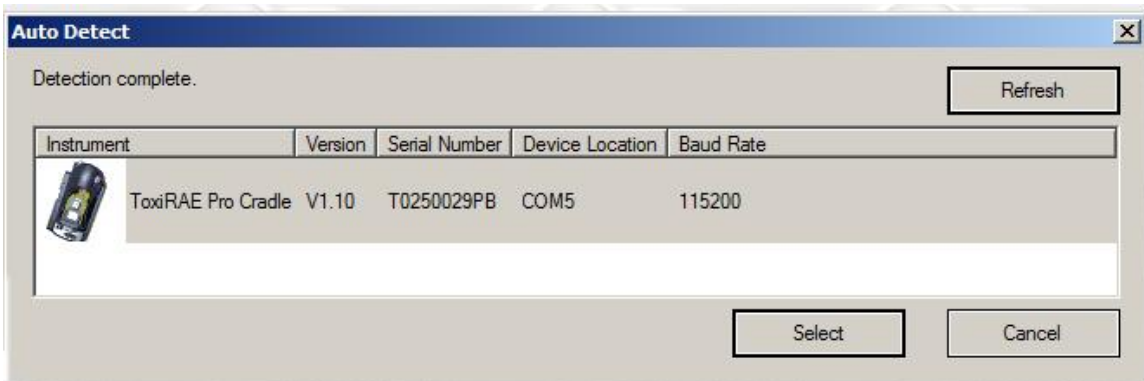 Auto Detect
Detection complete.
Refresh
Instrument Version Serial Number Device Location Baud Rate
ToxiRAE Pro Cradle V1.10 T0250029PB COM5 115200
Select Cancel